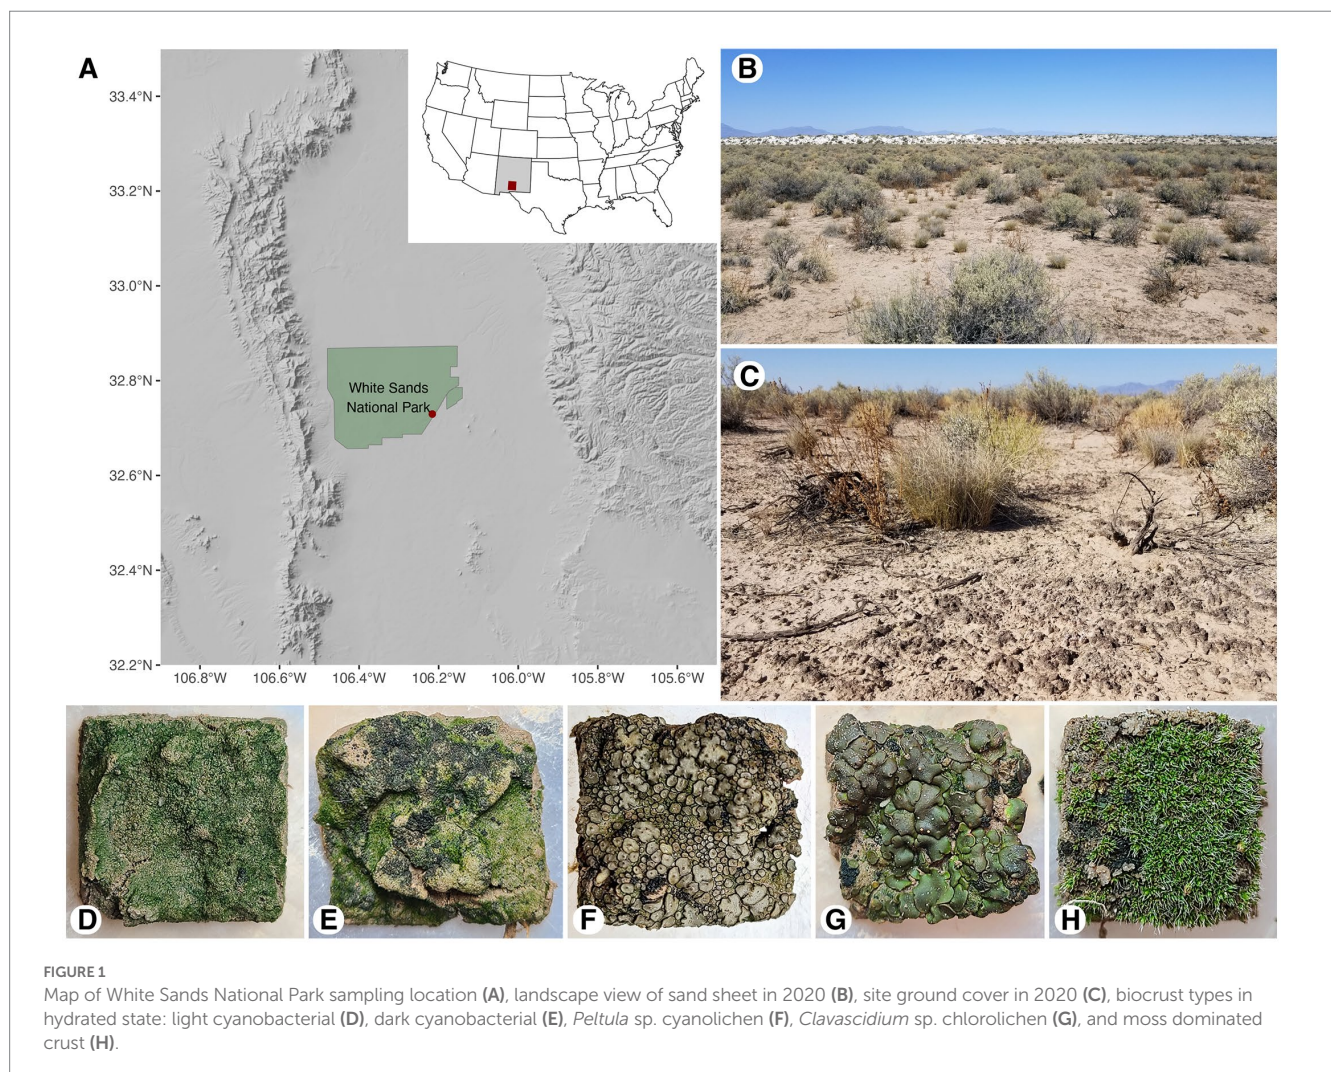 A
33.4°N
33.2°N
33.0°N
32.8°N
32.6°N
32.4°N
32.2°N
106.8°W 106.6°W 106.4°W 106.2°W 106.0°W 105.8°W 105.6°W
White Sands
National Park
B
C
D
E
F
G
H
FIGURE 1
Map of White Sands National Park sampling location (A), landscape view of sand sheet in 2020 (B), site ground cover in 2020 (C), biocrust types in
hydrated state: light cyanobacterial (D), dark cyanobacterial (E), Peltula sp. cyanolichen (F), Clavascidium sp. chlorolichen (G), and moss dominated
crust (H).